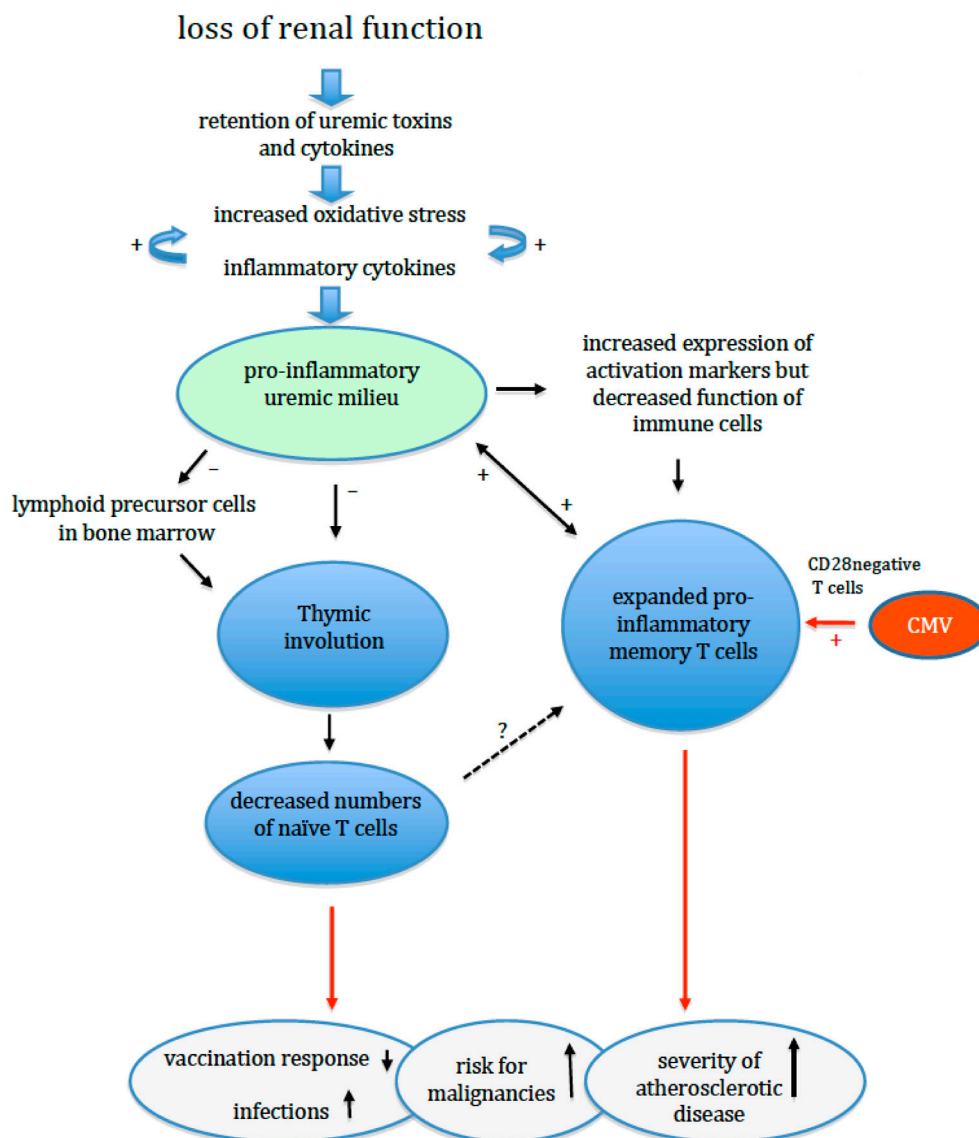 loss of renal function
retention of uremic toxins
and cytokines
increased oxidative stress
+
+
inflammatory cytokines
pro-inflammatory
uremic milieu
increased expression of
activation markers but
decreased function of
immune cells
–
–
+
+
lymphoid precursor cells
in bone marrow
Thymic
involution
expanded pro-
inflammatory
memory T cells
CD28negative
T cells
+
CMV
?
decreased numbers
of naïve T cells
vaccination response
infections
risk for
malignancies
severity of
atherosclerotic
disease